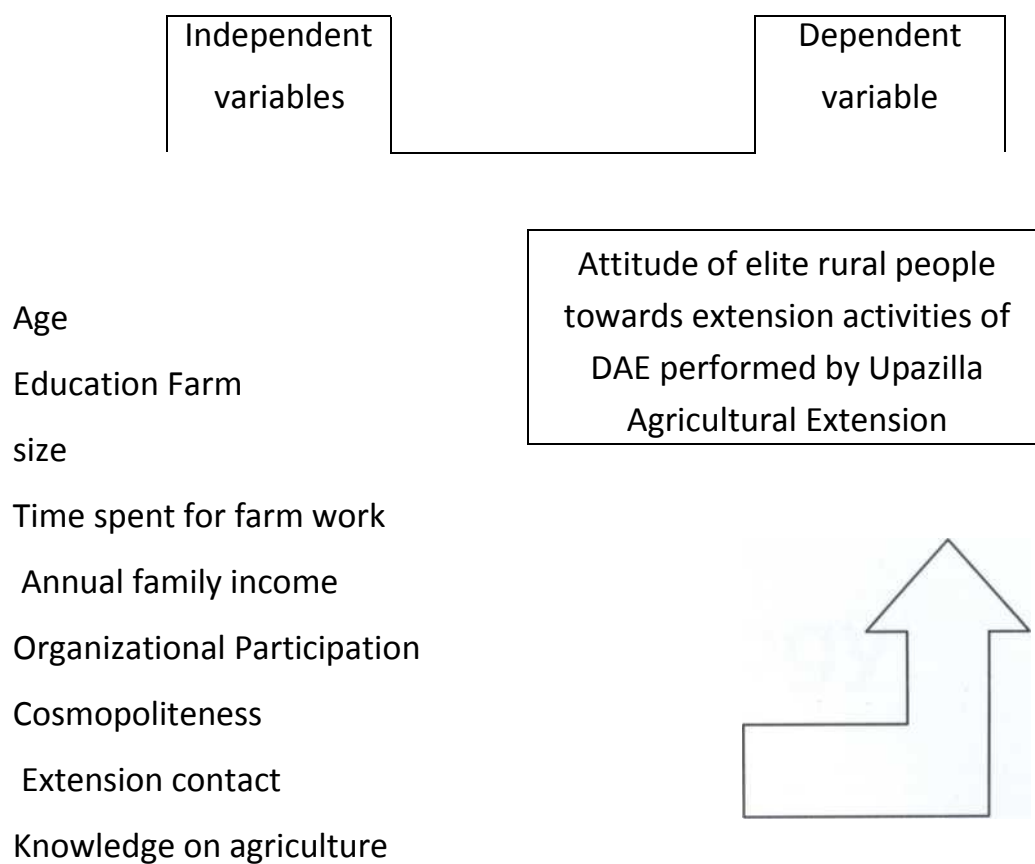 Independent
variables
Dependent
variable
Age
Education Farm
size
Time spent for farm work
Annual family income
Organizational Participation
Cosmopoliteness
Extension contact
Knowledge on agriculture
Attitude of elite rural people
towards extension activities of
DAE performed by Upazilla
Agricultural Extension